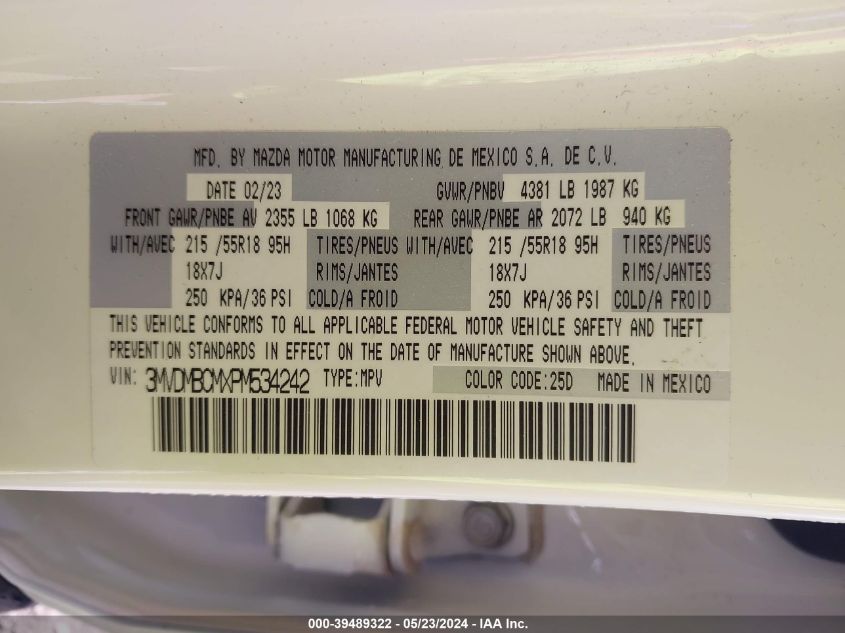 MFD. BY MAZDA MOTOR MANUFACTURING DE MEXICO S.A. DE C.V.
DATE 02/23 GVWR/PNBV 4381 LB 1987 KG
FRONT GAWR/PNBE AV 2355 LB 1068 KG REAR GAWR/PNBE AR 2072 LB 940 KG
WITH/AVEC 215 /55R18 95H TIRES/PNEUS WITH/AVEC 215 /55R18 95H TIRES/PNEUS
18X7J RIMS/JANTES 18X7J RIMS/JANTES
250 KPA/36 PSI COLD/A FROID 250 KPA/36 PSI COLD/A FROID
THIS VEHICLE CONFORMS TO ALL APPLICABLE FEDERAL MOTOR VEHICLE SAFETY AND THEFT
PREVENTION STANDARDS IN EFFECT ON THE DATE OF MANUFACTURE SHOWN ABOVE.
VIN: 3MVDMBCMXPM534242 TYPE:MPV COLOR CODE:25D MADE IN MEXICO
000-39489322 - 05/23/2024 - IAA Inc.